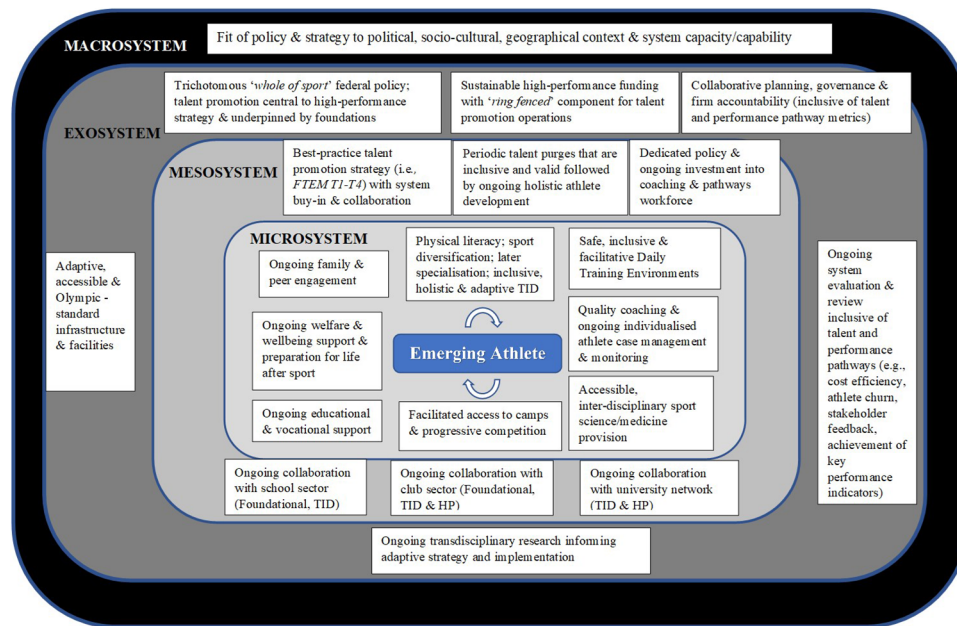 MACROSYSTEM
Fit of policy & strategy to political, socio-cultural, geographical context & system capacity/capability
EXOSYSTEM
Trichotomous ‘whole of sport’ federal policy;
talent promotion central to high-performance
strategy & underpinned by foundations
Sustainable high-performance funding
with ‘ring fenced’ component for talent
promotion operations
Collaborative planning, governance &
firm accountability (inclusive of talent
and performance pathway metrics)
MESOSYSTEM
Best-practice talent
promotion strategy (i.e., FTEM T1-T4) with system
buy-in & collaboration
Periodic talent purges that are
inclusive and valid followed
by ongoing holistic athlete
development
Dedicated policy &
ongoing investment into
coaching & pathways
workforce
MICROSYSTEM
Ongoing family &
peer engagement
Physical literacy; sport
diversification; later
specialisation; inclusive,
holistic & adaptive TID
Safe, inclusive &
facilitative Daily
Training Environments
Adaptive,
accessible &
Olympic -
standard
infrastructure
& facilities
Ongoing welfare &
wellbeing support &
preparation for life
after sport
Emerging Athlete
Quality coaching &
ongoing individualised
athlete case management
& monitoring
Ongoing educational
& vocational support
Facilitated access to camps
& progressive competition
Accessible,
inter-disciplinary sport
science/medicine
provision
Ongoing
system
evaluation &
review
inclusive of
talent and
performance
pathways (e.g.,
cost efficiency,
athlete churn,
stakeholder
feedback,
achievement of
key
performance
indicators)
Ongoing collaboration
with school sector
(Foundational, TID)
Ongoing collaboration with
club sector (Foundational,
TID & HP)
Ongoing collaboration
with university network
(TID & HP)
Ongoing transdisciplinary research informing
adaptive strategy and implementation